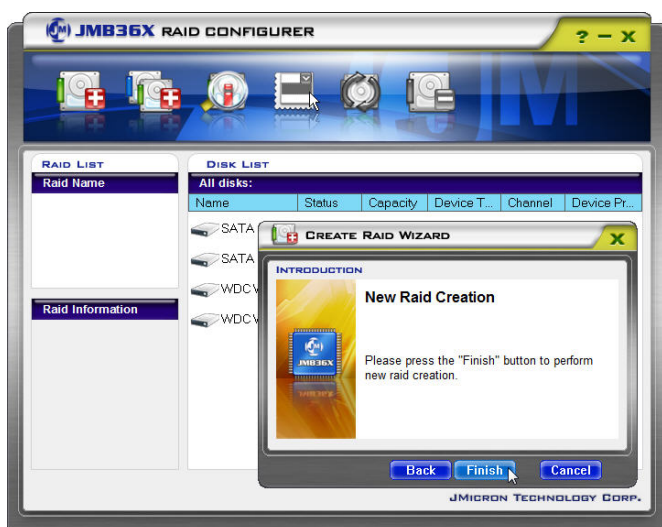 JMB36X RAID CONFIGURER
? – X
RAID LIST
Raid Name
Raid Information
DISK LIST
All disks:
Name Status Capacity Device T... Channel Device Pr...
SATA
SATA
WDC
WDC
CREATE RAID WIZARD
X
INTRODUCTION
JMB36X
New Raid Creation
Please press the "Finish" button to perform
new raid creation.
Back Finish Cancel
JMICRON TECHNOLOGY CORP.